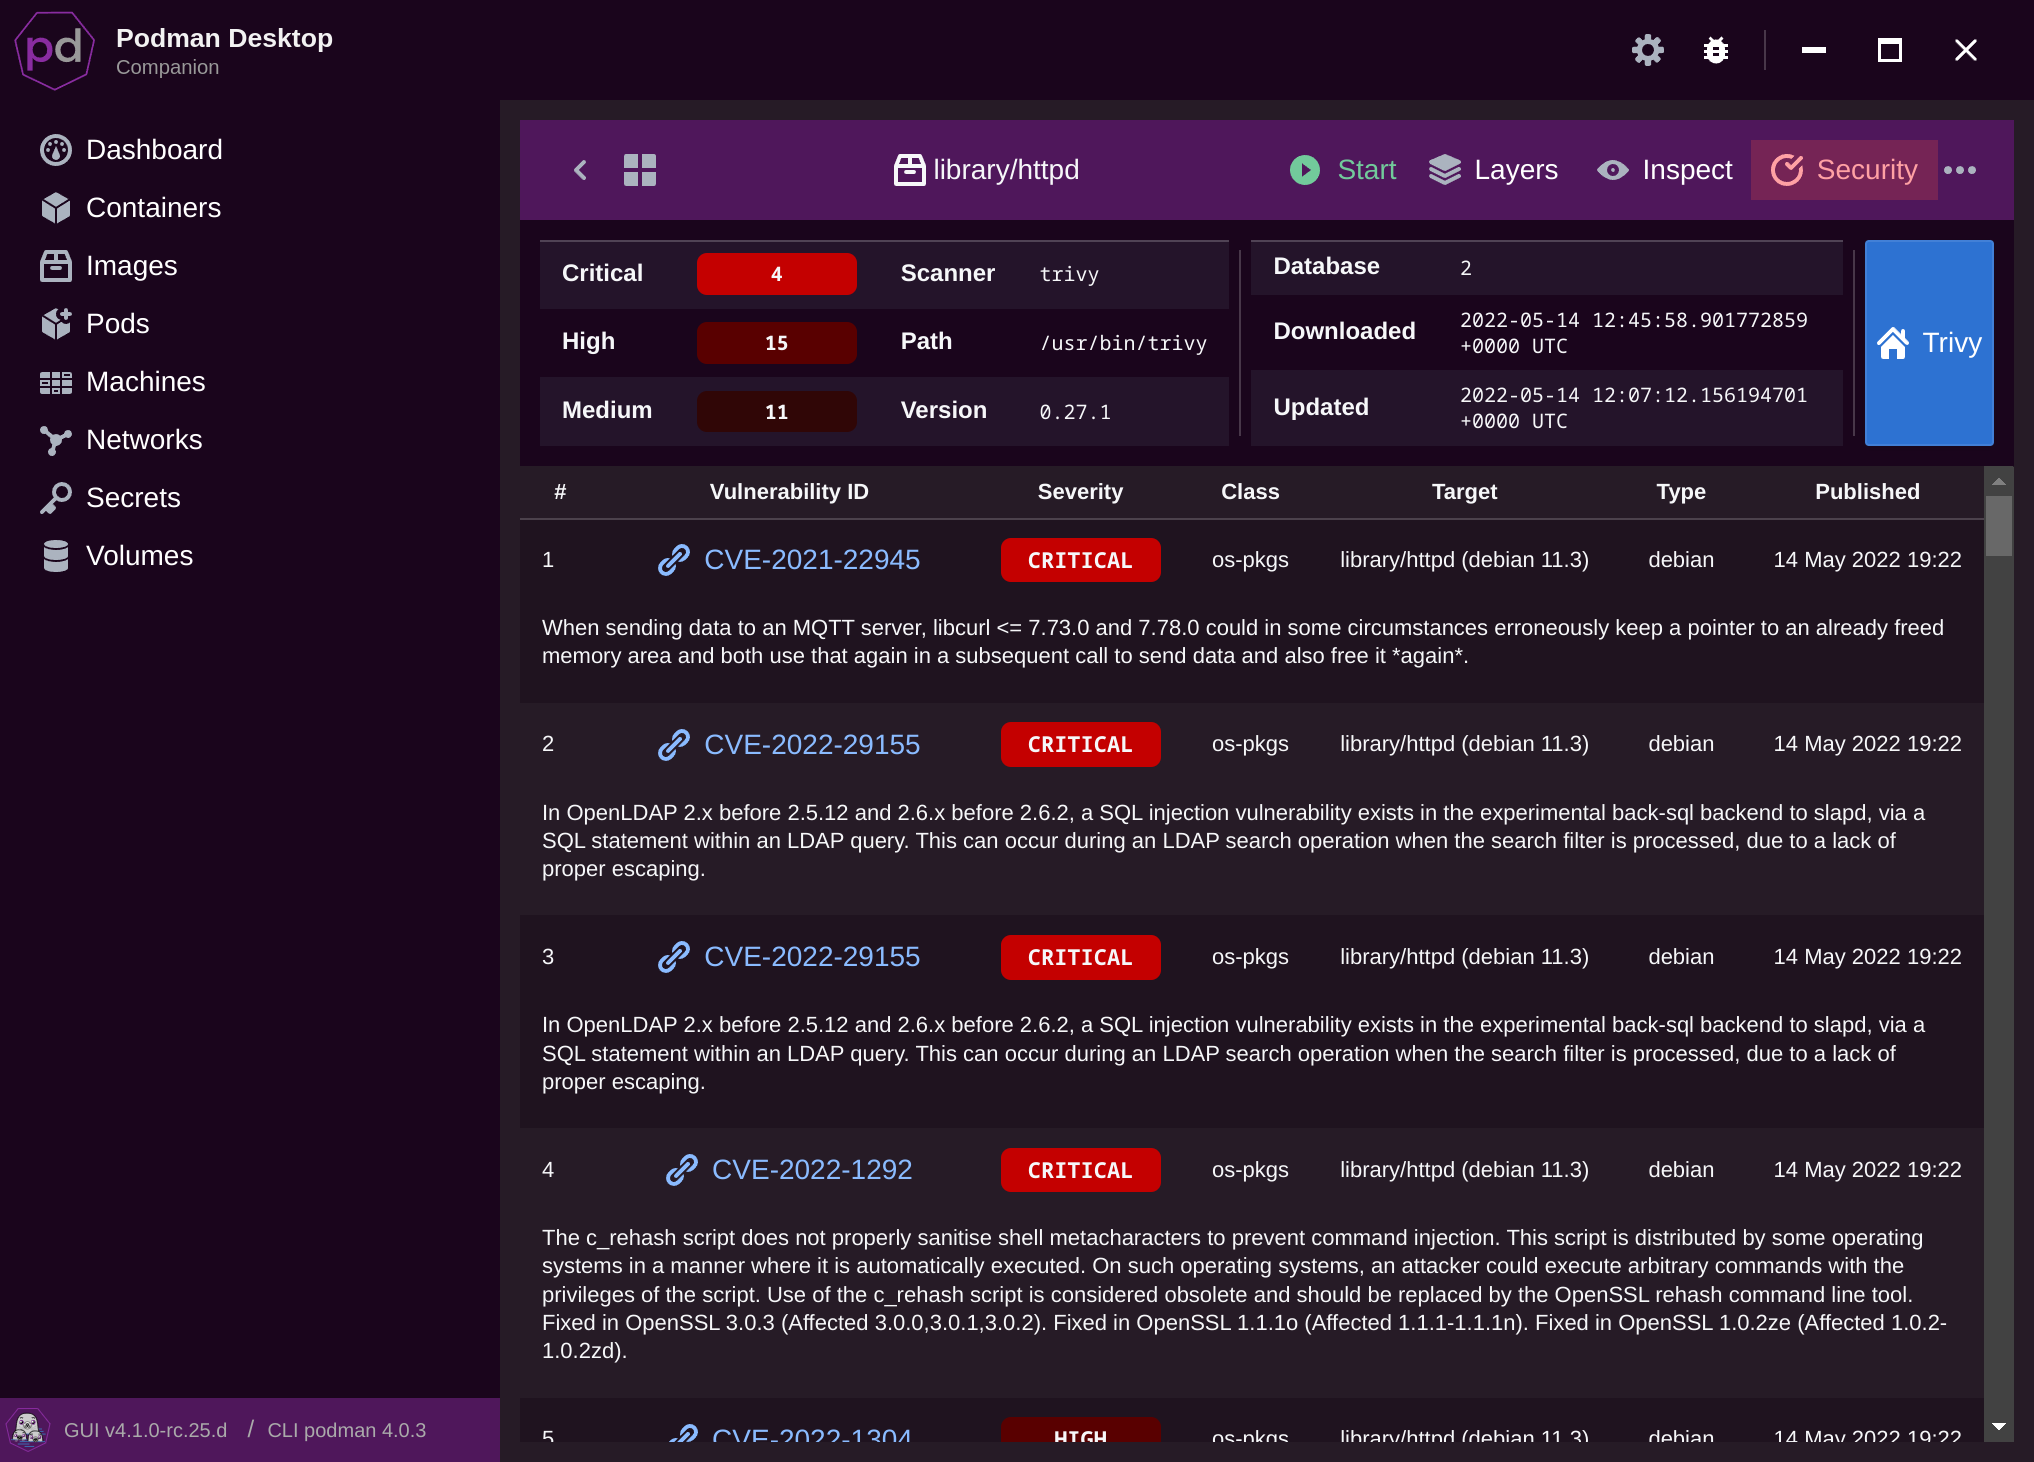 pd
Podman Desktop
Companion
Dashboard
Containers
Images
Pods
Machines
Networks
Secrets
Volumes
GUI v4.1.0-rc.25.d / CLI podman 4.0.3
library/httpd
Start
Layers
Inspect
Security
Critical 4 Scanner trivy
High 15 Path /usr/bin/trivy
Medium 11 Version 0.27.1
Database 2
Downloaded 2022-05-14 12:45:58.901772859
+0000 UTC
Updated 2022-05-14 12:07:12.156194701
+0000 UTC
Trivy
# Vulnerability ID Severity Class Target Type Published
1 CVE-2021-22945 CRITICAL os-pkgs library/httpd (debian 11.3) debian 14 May 2022 19:22
When sending data to an MQTT server, libcurl <= 7.73.0 and 7.78.0 could in some circumstances erroneously keep a pointer to an already freed
memory area and both use that again in a subsequent call to send data and also free it *again*.
2 CVE-2022-29155 CRITICAL os-pkgs library/httpd (debian 11.3) debian 14 May 2022 19:22
In OpenLDAP 2.x before 2.5.12 and 2.6.x before 2.6.2, a SQL injection vulnerability exists in the experimental back-sql backend to slapd, via a
SQL statement within an LDAP query. This can occur during an LDAP search operation when the search filter is processed, due to a lack of
proper escaping.
3 CVE-2022-29155 CRITICAL os-pkgs library/httpd (debian 11.3) debian 14 May 2022 19:22
In OpenLDAP 2.x before 2.5.12 and 2.6.x before 2.6.2, a SQL injection vulnerability exists in the experimental back-sql backend to slapd, via a
SQL statement within an LDAP query. This can occur during an LDAP search operation when the search filter is processed, due to a lack of
proper escaping.
4 CVE-2022-1292 CRITICAL os-pkgs library/httpd (debian 11.3) debian 14 May 2022 19:22
The c_rehash script does not properly sanitise shell metacharacters to prevent command injection. This script is distributed by some operating
systems in a manner where it is automatically executed. On such operating systems, an attacker could execute arbitrary commands with the
privileges of the script. Use of the c_rehash script is considered obsolete and should be replaced by the OpenSSL rehash command line tool.
Fixed in OpenSSL 3.0.3 (Affected 3.0.0,3.0.1,3.0.2). Fixed in OpenSSL 1.1.1o (Affected 1.1.1-1.1.1n). Fixed in OpenSSL 1.0.2ze (Affected 1.0.2-
1.0.2zd).
5 CVE-2022-1304 HIGH os-pkgs library/httpd (debian 11.3) debian 14 May 2022 19:22